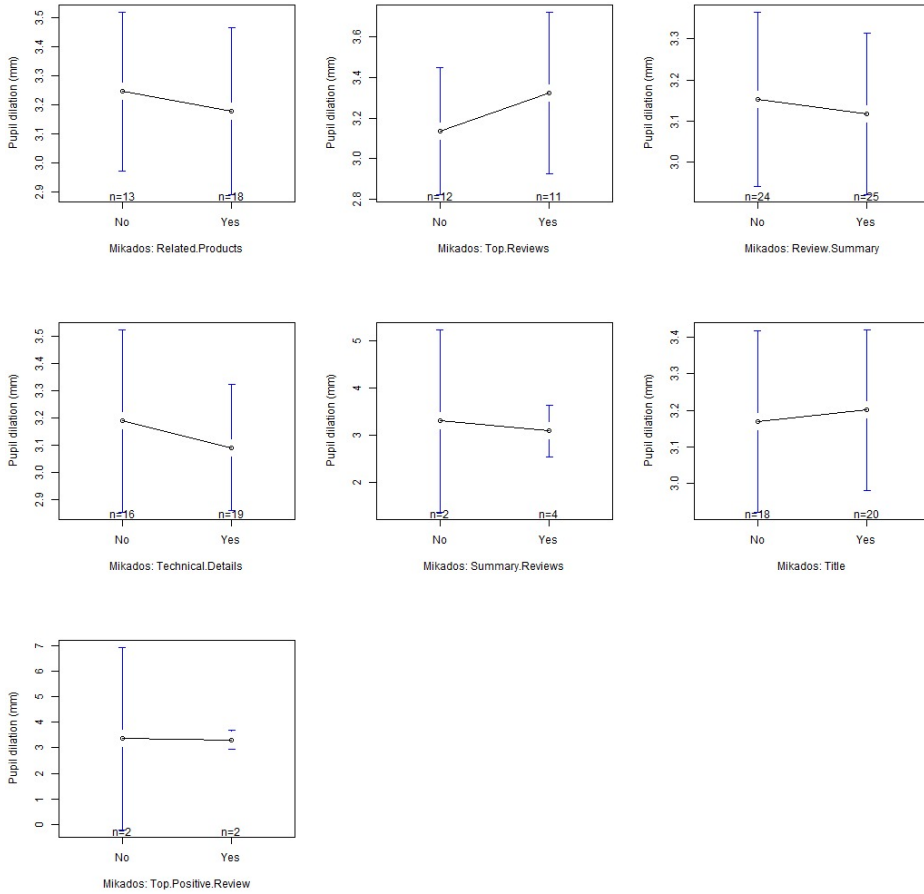 Pupil dilation (mm)
3.5
3.4
3.3
3.2
3.1
3.0
2.9
n=13
n=18
No
Yes
Mikados: Related.Products
Pupil dilation (mm)
3.6
3.4
3.2
3.0
2.8
n=12
n=11
No
Yes
Mikados: Top.Reviews
Pupil dilation (mm)
3.3
3.2
3.1
3.0
n=24
n=25
No
Yes
Mikados: Review.Summary
Pupil dilation (mm)
3.5
3.4
3.3
3.2
3.1
3.0
2.9
n=16
n=19
No
Yes
Mikados: Technical.Details
Pupil dilation (mm)
5
4
3
2
n=2
n=4
No
Yes
Mikados: Summary.Reviews
Pupil dilation (mm)
3.4
3.3
3.2
3.1
3.0
n=18
n=20
No
Yes
Mikados: Title
Pupil dilation (mm)
7
6
5
4
3
2
1
0
n=2
n=2
No
Yes
Mikados: Top.Positive.Review